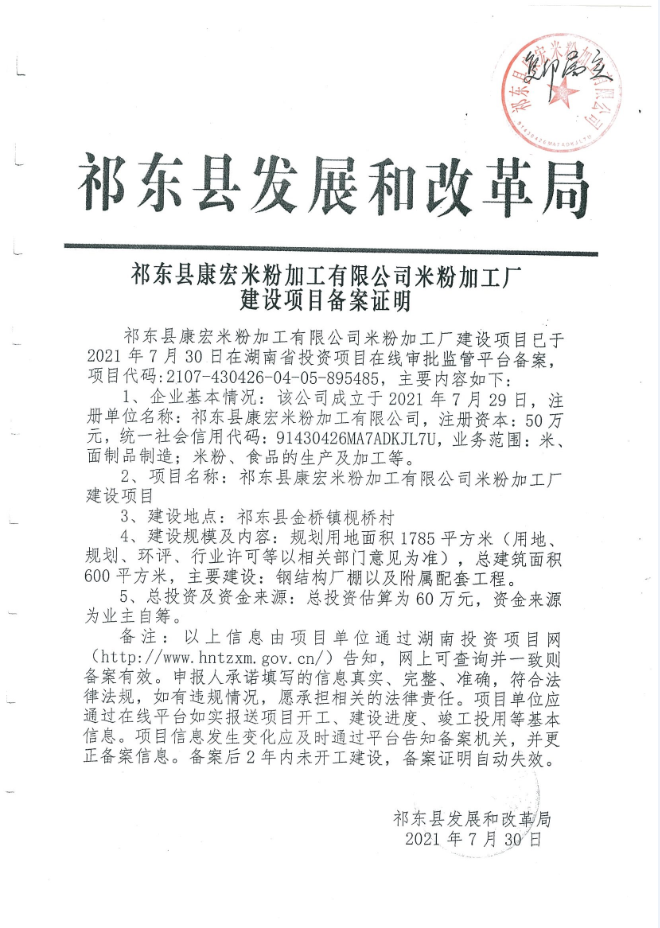 祁东县康宏米粉加工有限公司
复印属实
祁东县发展和改革局
祁东县康宏米粉加工有限公司米粉加工厂
建设项目备案证明
祁东县康宏米粉加工有限公司米粉加工厂建设项目已于
2021年7月30日在湖南省投资项目在线审批监管平台备案，
项目代码:2107-430426-04-05-895485，主要内容如下：
1、企业基本情况：该公司成立于2021年7月29日，注
册单位名称：祁东县康宏米粉加工有限公司，注册资本：50万
元，统一社会信用代码：91430426MA7ADKJL7U，业务范围：米、
面制品制造；米粉、食品的生产及加工等。
2、项目名称：祁东县康宏米粉加工有限公司米粉加工厂
建设项目
3、建设地点：祁东县金桥镇枧桥村
4、建设规模及内容：规划用地面积1785平方米（用地、
规划、环评、行业许可等以相关部门意见为准），总建筑面积
600平方米，主要建设：钢结构厂棚以及附属配套工程。
5、总投资及资金来源：总投资估算为60万元，资金来源
为业主自筹。
备注：以上信息由项目单位通过湖南投资项目网
（http://www.hntzxm.gov.cn/）告知，网上可查询并一致则
备案有效。申报人承诺填写的信息真实、完整、准确，符合法
律法规，如有违规情况，愿承担相关的法律责任。项目单位应
通过在线平台如实报送项目开工、建设进度、竣工投用等基本
信息。项目信息发生变化应及时通过平台告知备案机关，并更
正备案信息。备案后2年内未开工建设，备案证明自动失效。
祁东县发展和改革局
2021年7月30日